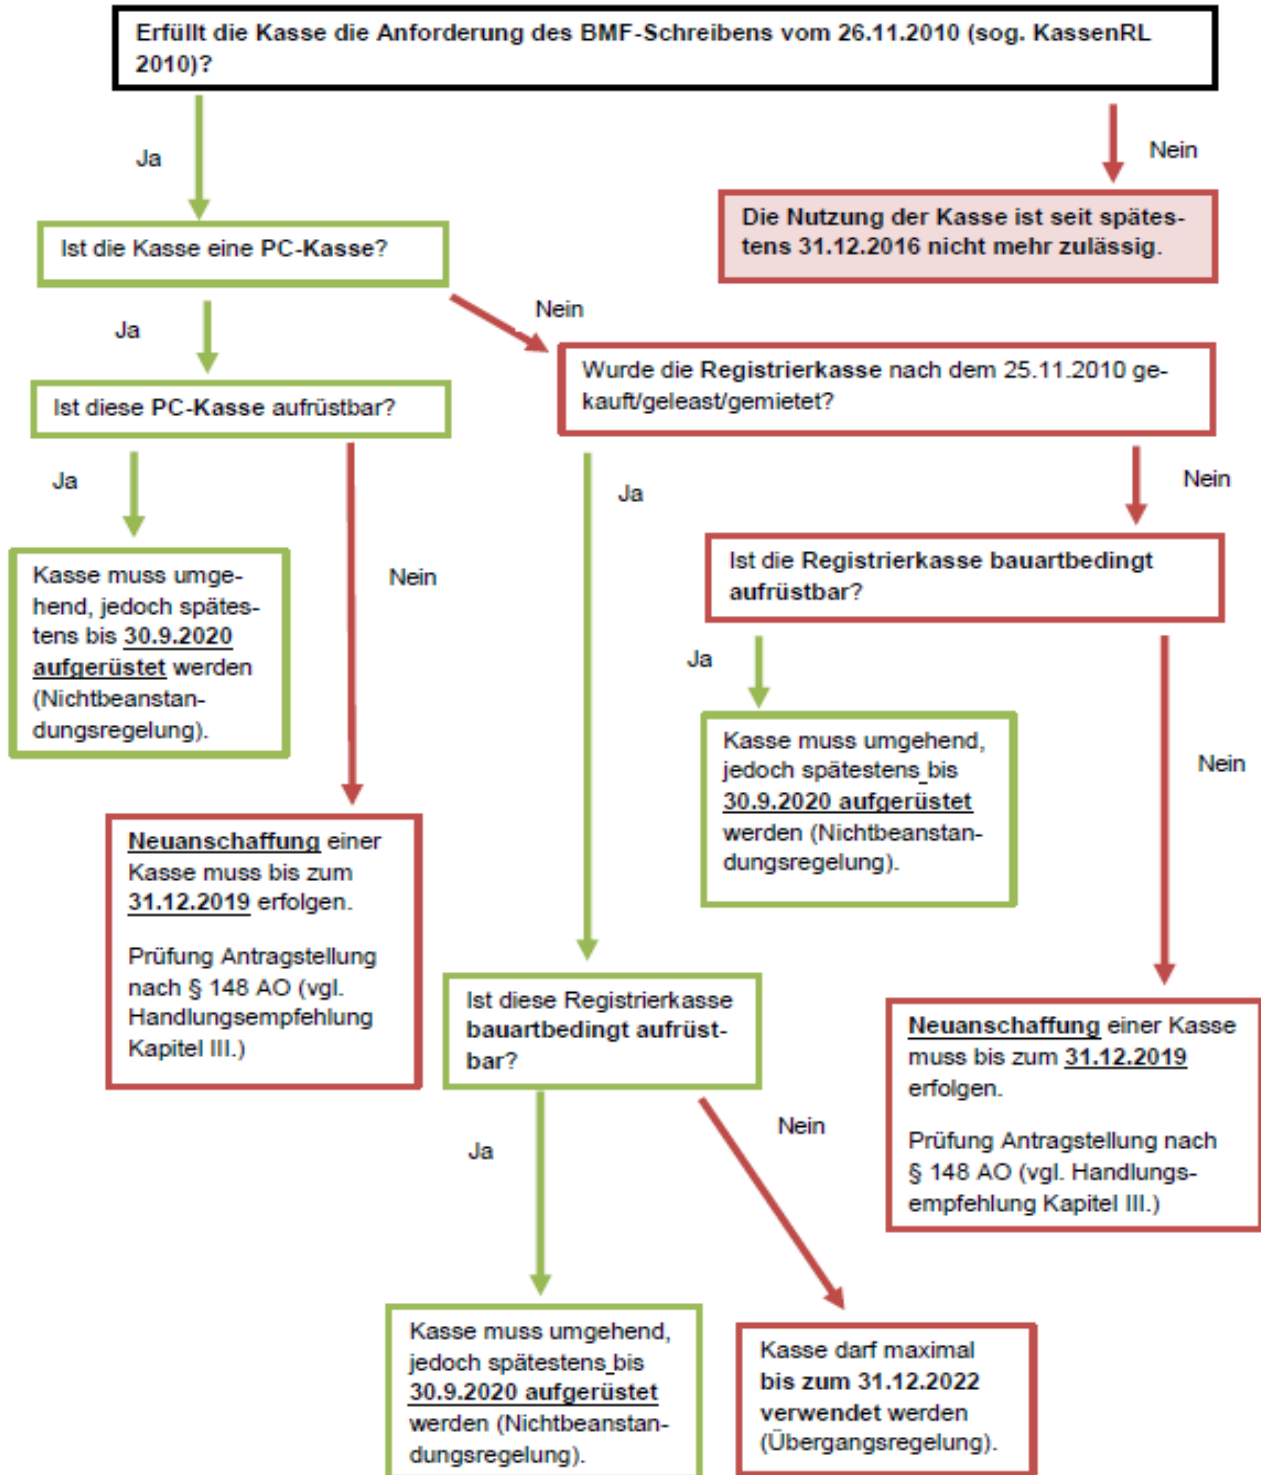 Erfüllt die Kasse die Anforderung des BMF-Schreibens vom 26.11.2010 (sog. KassenRL
2010)?
Ja
Nein
Die Nutzung der Kasse ist seit spätes-
tens 31.12.2016 nicht mehr zulässig.
Ist die Kasse eine PC-Kasse?
Ja
Nein
Wurde die Registrierkasse nach dem 25.11.2010 ge-
kauft/geleast/gemietet?
Ist diese PC-Kasse aufrüstbar?
Ja
Nein
Ja
Nein
Kasse muss umge-
hend, jedoch spätes-
tens bis 30.9.2020
aufgerüstet werden
(Nichtbeanstan-
dungsregelung).
Ist die Registrierkasse bauartbedingt
aufrüstbar?
Ja
Nein
Kasse muss umgehend,
jedoch spätestens bis
30.9.2020 aufgerüstet
werden (Nichtbeanstan-
dungsregelung).
Neuanschaffung einer
Kasse muss bis zum
31.12.2019 erfolgen.
Prüfung Antragstellung
nach § 148 AO (vgl.
Handlungsempfehlung
Kapitel III.)
Ist diese Registrierkasse
bauartbedingt aufrüst-
bar?
Neuanschaffung einer Kasse
muss bis zum 31.12.2019
erfolgen.
Prüfung Antragstellung nach
§ 148 AO (vgl. Handlungs-
empfehlung Kapitel III.)
Ja
Nein
Kasse muss umgehend,
jedoch spätestens bis
30.9.2020 aufgerüstet
werden (Nichtbeanstan-
dungsregelung).
Kasse darf maximal
bis zum 31.12.2022
verwendet werden
(Übergangsregelung).